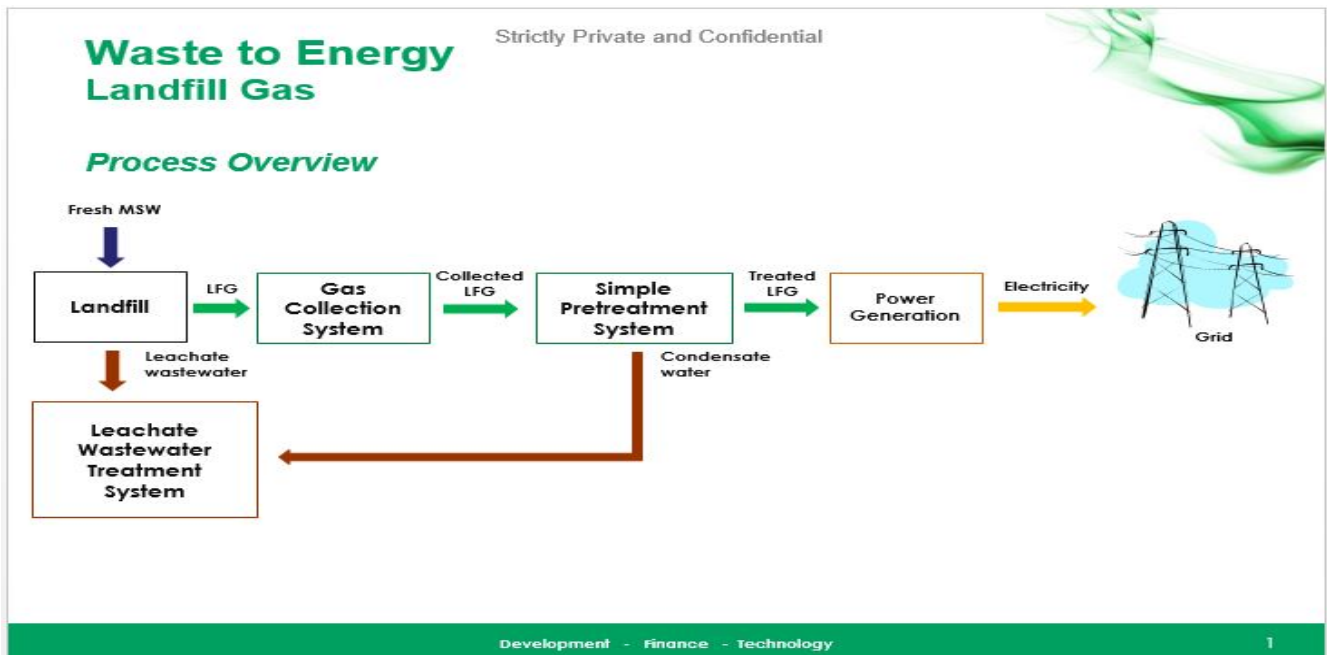 Strictly Private and Confidential
Waste to Energy
Landfill Gas
Process Overview
Fresh MSW
Landfill
LFG
Gas
Collection
System
Collected
LFG
Simple
Pretreatment
System
Treated
LFG
Power
Generation
Electricity
Grid
Leachate
wastewater
Condensate
water
Leachate
Wastewater
Treatment
System
Development - Finance - Technology
1